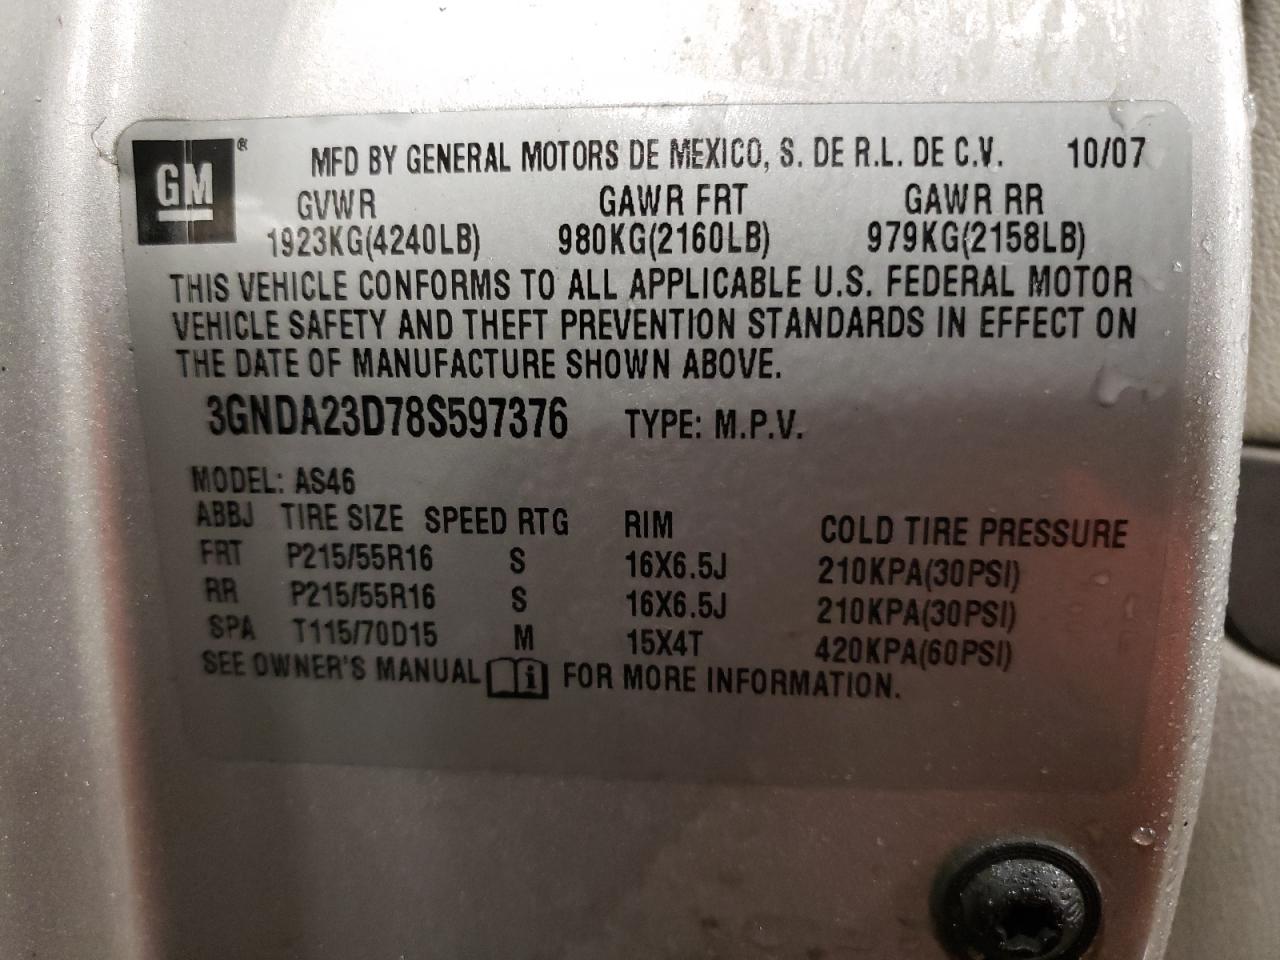 GM ® MFD BY GENERAL MOTORS DE MEXICO, S. DE R.L. DE C.V. 10/07
GVWR GAWR FRT GAWR RR
1923KG(4240LB) 980KG(2160LB) 979KG(2158LB)
THIS VEHICLE CONFORMS TO ALL APPLICABLE U.S. FEDERAL MOTOR
VEHICLE SAFETY AND THEFT PREVENTION STANDARDS IN EFFECT ON
THE DATE OF MANUFACTURE SHOWN ABOVE.
3GNDA23D78S597376 TYPE: M.P.V.
MODEL: AS46
ABBJ TIRE SIZE SPEED RTG RIM COLD TIRE PRESSURE
FRT P215/55R16 S 16X6.5J 210KPA(30PSI)
RR P215/55R16 S 16X6.5J 210KPA(30PSI)
SPA T115/70D15 M 15X4T 420KPA(60PSI)
SEE OWNER'S MANUAL i FOR MORE INFORMATION.